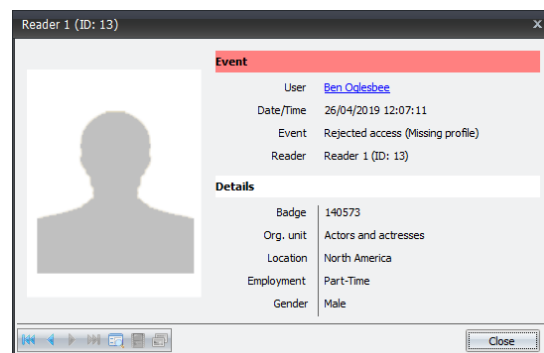 Reader 1 (ID: 13)
Event
User Ben Oglesbee
Date/Time 26/04/2019 12:07:11
Event Rejected access (Missing profile)
Reader Reader 1 (ID: 13)
Details
Badge 140573
Org. unit Actors and actresses
Location North America
Employment Part-Time
Gender Male
Close